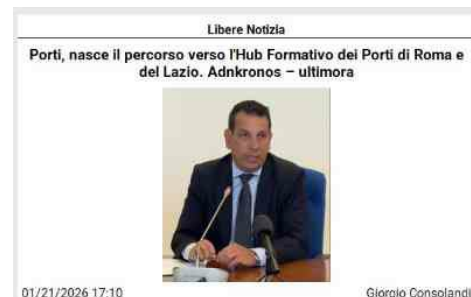 Libere Notizia
Porti, nasce il percorso verso l'Hub Formativo dei Porti di Roma e
del Lazio. Adnkronos – ultimora
01/21/2026 17:10
Giorgio Consolandi